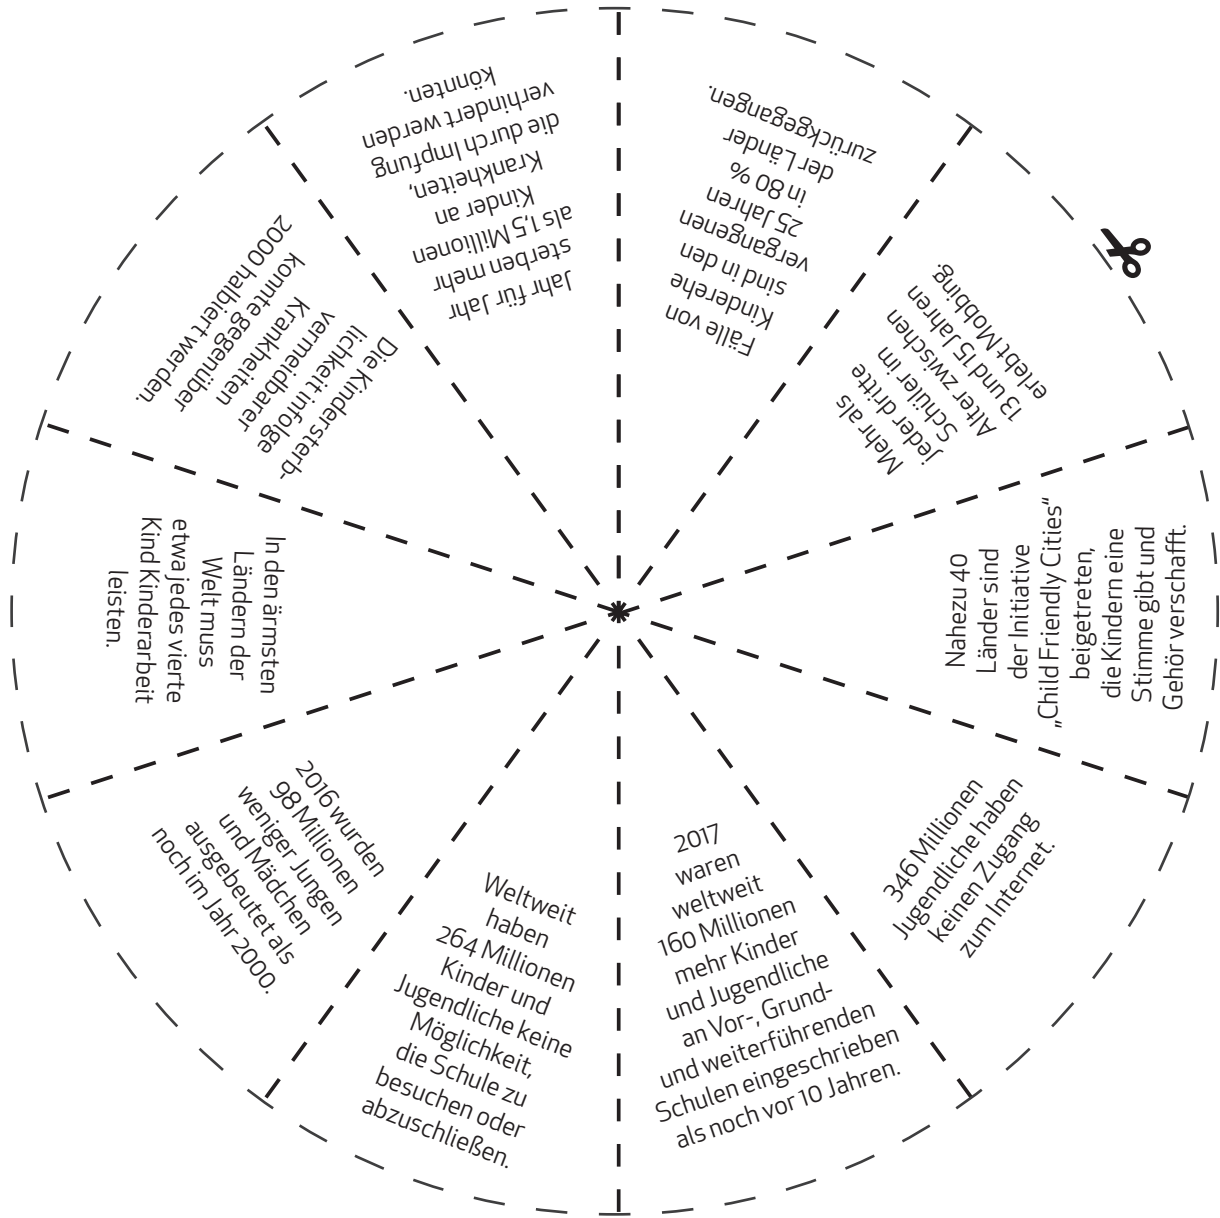 Fälle von
Kinderehe
sind in den
vergangenen
25 Jahren
in 80 %
der Länder
zurückgegangen.
Mehr als
jeder dritte
Schüler im
Alter zwischen
13 und 15 Jahren
erlebt Mobbing.
Nahezu 40
Länder sind
der Initiative
„Child Friendly Cities“
beigetreten,
die Kindern eine
Stimme gibt und
Gehör verschafft.
346 Millionen
Jugendliche haben
keinen Zugang
zum Internet.
2017
waren
weltweit
160 Millionen
mehr Kinder
und Jugendliche
an Vor-, Grund-
und weiterführenden
Schulen eingeschrieben
als noch vor 10 Jahren.
Weltweit
haben
264 Millionen
Kinder und
Jugendliche keine
Möglichkeit,
die Schule zu
besuchen oder
abzuschließen.
2016 wurden
98 Millionen
weniger Jungen
und Mädchen
ausgebeutet als
noch im Jahr 2000.
In den ärmsten
Ländern der
Welt muss
etwa jedes vierte
Kind Kinderarbeit
leisten.
Die Kindersterb-
lichkeit infolge
vermeidbarer
Krankheiten
konnte gegenüber
2000 halbiert werden.
Jahr für Jahr
sterben mehr
als 1,5 Millionen
Kinder an
Krankheiten,
die durch Impfung
verhindert werden
könnten.